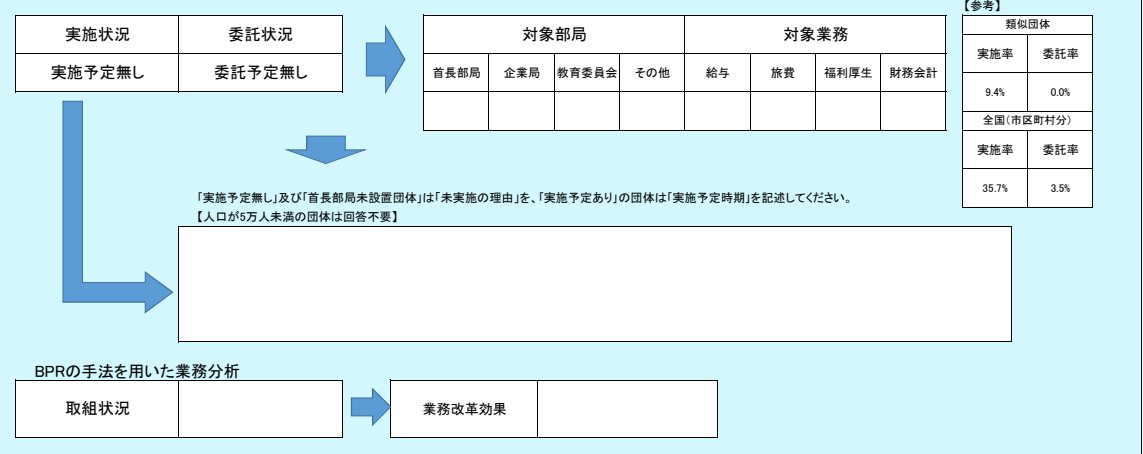 【参考】
実施状況 委託状況
実施予定無し 委託予定無し
対象部局 対象業務
首長部局 企業局 教育委員会 その他 給与 旅費 福利厚生 財務会計
類似団体
実施率 委託率
9.4% 0.0%
全国(市区町村分)
実施率 委託率
35.7% 3.5%
「実施予定無し」及び「首長部局未設置団体」は「未実施の理由」を、「実施予定あり」の団体は「実施予定時期」を記述してください。
【人口が5万人未満の団体は回答不要】
BPRの手法を用いた業務分析
取組状況
業務改革効果